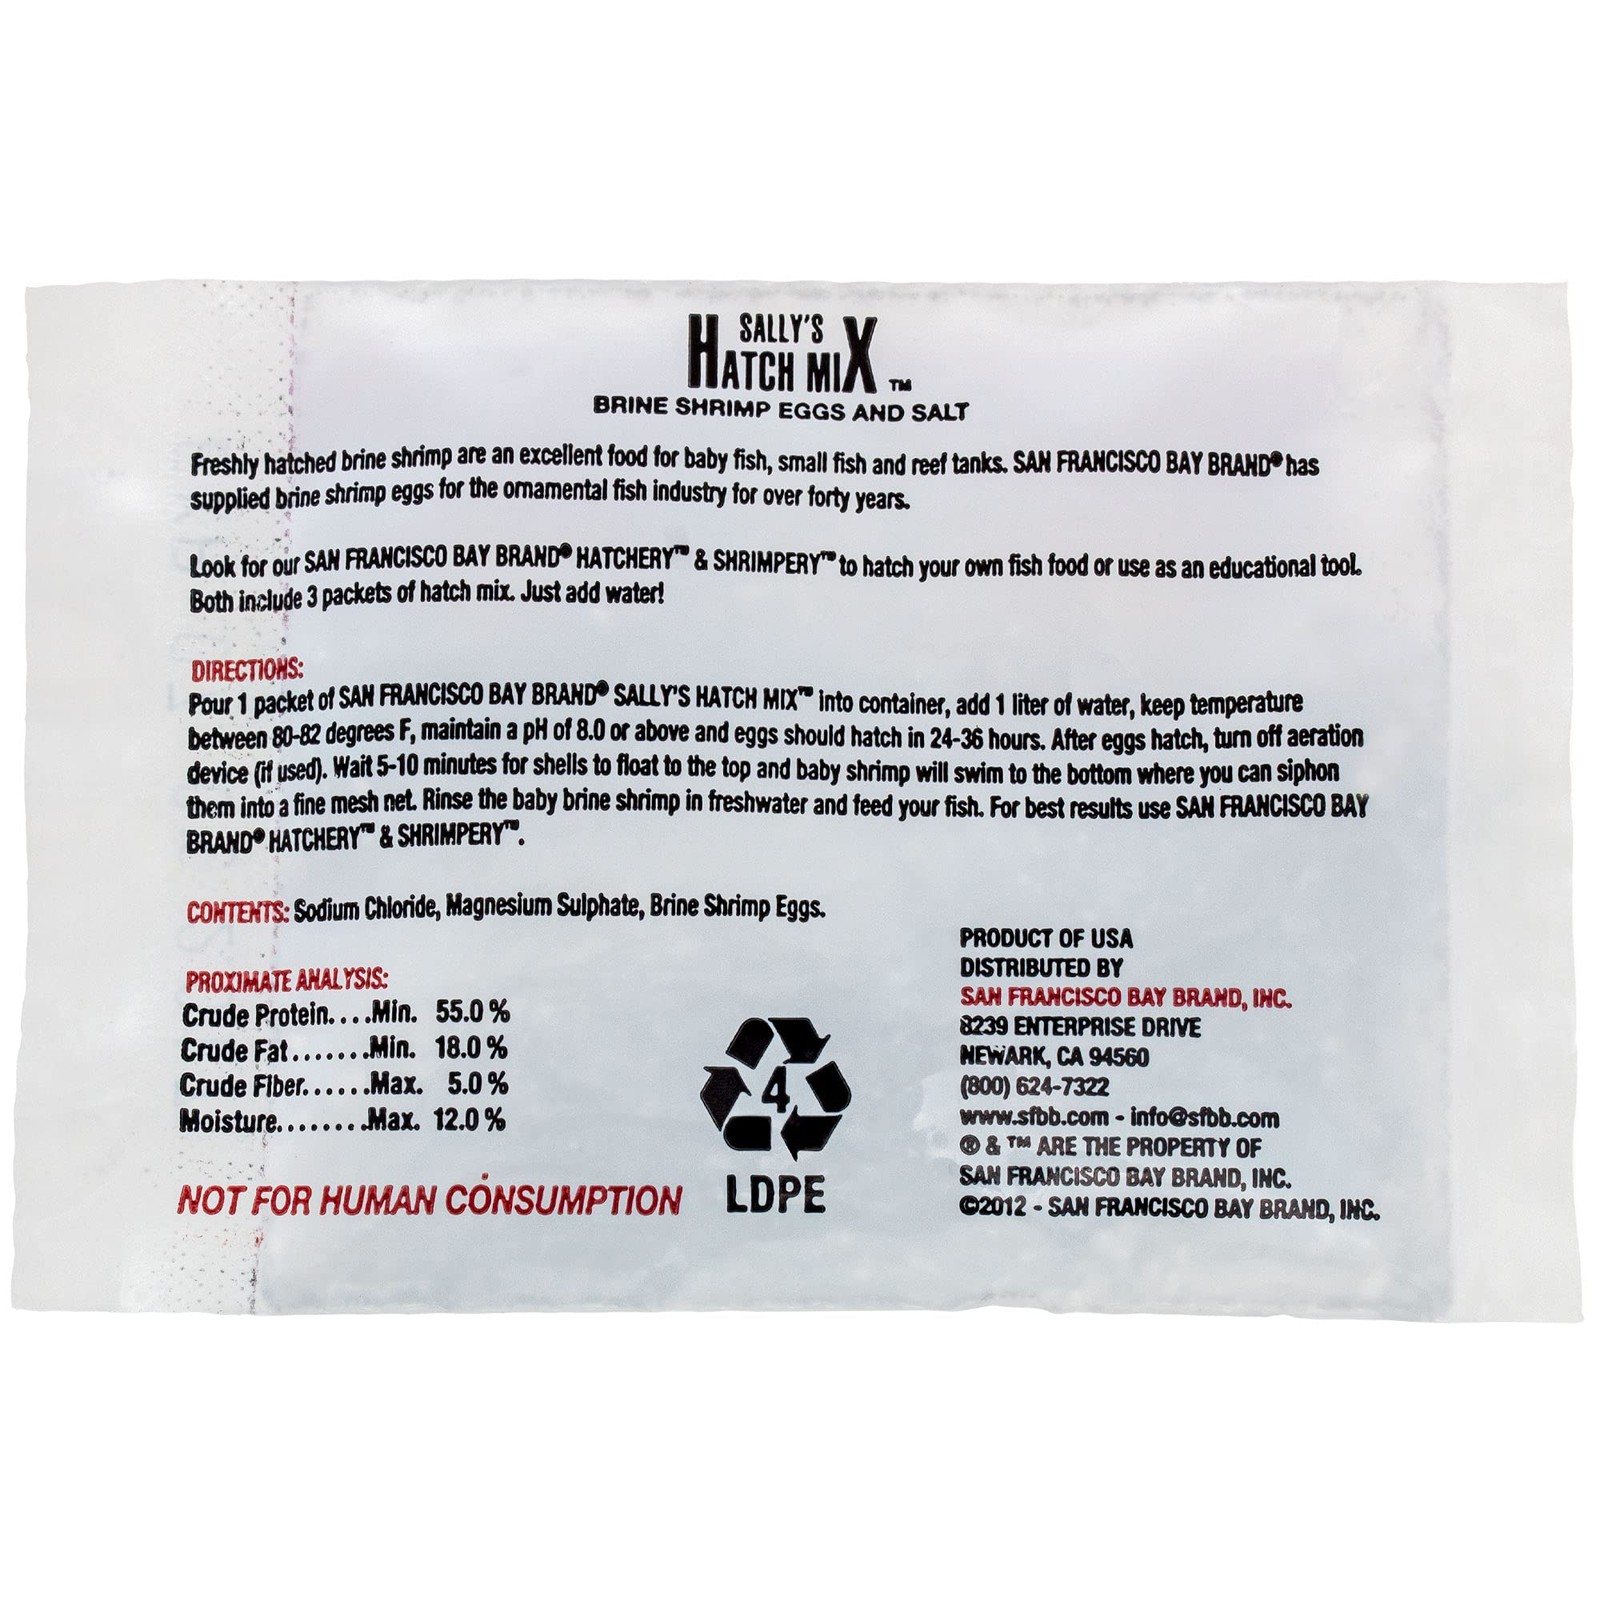 SALLY'S
HATCH MIX ™
BRINE SHRIMP EGGS AND SALT
Freshly hatched brine shrimp are an excellent food for baby fish, small fish and reef tanks. SAN FRANCISCO BAY BRAND® has
supplied brine shrimp eggs for the ornamental fish industry for over forty years.
Look for our SAN FRANCISCO BAY BRAND® HATCHERY™ & SHRIMPERY™ to hatch your own fish food or use as an educational tool.
Both include 3 packets of hatch mix. Just add water!
DIRECTIONS:
Pour 1 packet of SAN FRANCISCO BAY BRAND® SALLY'S HATCH MIX™ into container, add 1 liter of water, keep temperature
between 80-82 degrees F, maintain a pH of 8.0 or above and eggs should hatch in 24-36 hours. After eggs hatch, turn off aeration
device (if used). Wait 5-10 minutes for shells to float to the top and baby shrimp will swim to the bottom where you can siphon
them into a fine mesh net. Rinse the baby brine shrimp in freshwater and feed your fish. For best results use SAN FRANCISCO BAY
BRAND® HATCHERY™ & SHRIMPERY™.
CONTENTS: Sodium Chloride, Magnesium Sulphate, Brine Shrimp Eggs.
PROXIMATE ANALYSIS:
Crude Protein....Min. 55.0 %
Crude Fat.......Min. 18.0 %
Crude Fiber......Max. 5.0 %
Moisture........Max. 12.0 %
NOT FOR HUMAN CONSUMPTION
4
LDPE
PRODUCT OF USA
DISTRIBUTED BY
SAN FRANCISCO BAY BRAND, INC.
8239 ENTERPRISE DRIVE
NEWARK, CA 94560
(800) 624-7322
www.sfbb.com - info@sfbb.com
® & ™ ARE THE PROPERTY OF
SAN FRANCISCO BAY BRAND, INC.
©2012 - SAN FRANCISCO BAY BRAND, INC.